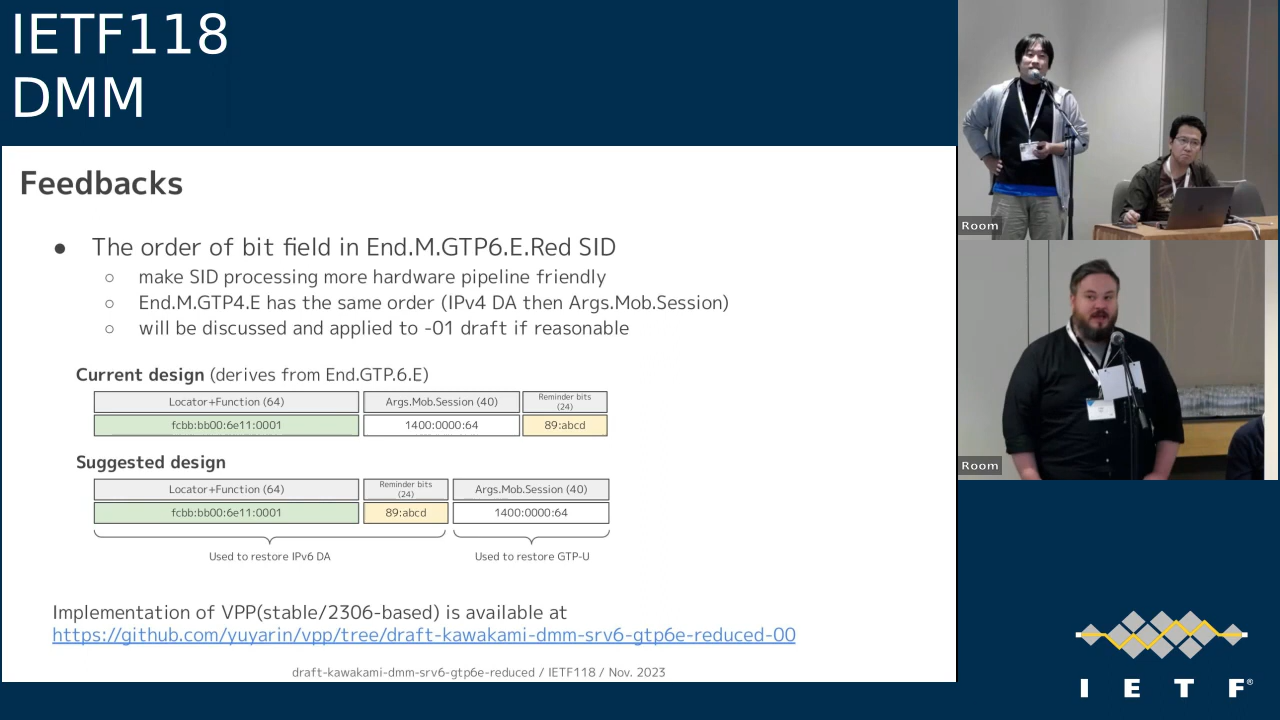 IETF118
DMM
Feedbacks
● The order of bit field in End.M.GTP6.E.Red SID
○ make SID processing more hardware pipeline friendly
○ End.M.GTP4.E has the same order (IPv4 DA then Args.Mob.Session)
○ will be discussed and applied to -01 draft if reasonable
Current design (derives from End.GTP.6.E)
Locator+Function (64) Args.Mob.Session (40) Reminder bits
(24)
fcbb:bb00:6e11:0001 1400:0000:64 89:abcd
Suggested design
Locator+Function (64) Reminder bits
(24) Args.Mob.Session (40)
fcbb:bb00:6e11:0001 89:abcd 1400:0000:64
Used to restore IPv6 DA Used to restore GTP-U
Implementation of VPP(stable/2306-based) is available at
https://github.com/yuyarin/vpp/tree/draft-kawakami-dmm-srv6-gtp6e-reduced-00
draft-kawakami-dmm-srv6-gtp6e-reduced / IETF118 / Nov. 2023
Room
Room
I E T F®